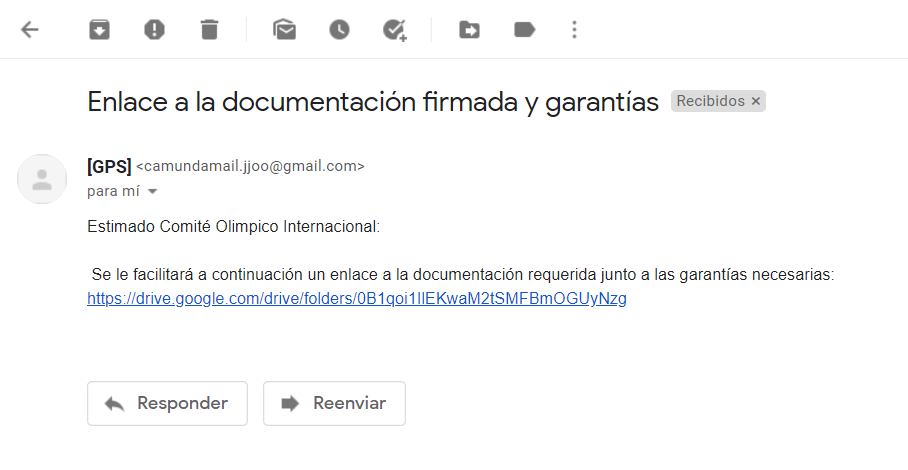 Enlace a la documentación firmada y garantías Recibidos ×
[GPS] <camundamail.jjoo@gmail.com>
para mí
Estimado Comité Olimpico Internacional:
Se le facilitará a continuación un enlace a la documentación requerida junto a las garantías necesarias:
https://drive.google.com/drive/folders/0B1qoi1IlEKwaM2tSMFBmOGUyNzg
Responder Reenviar